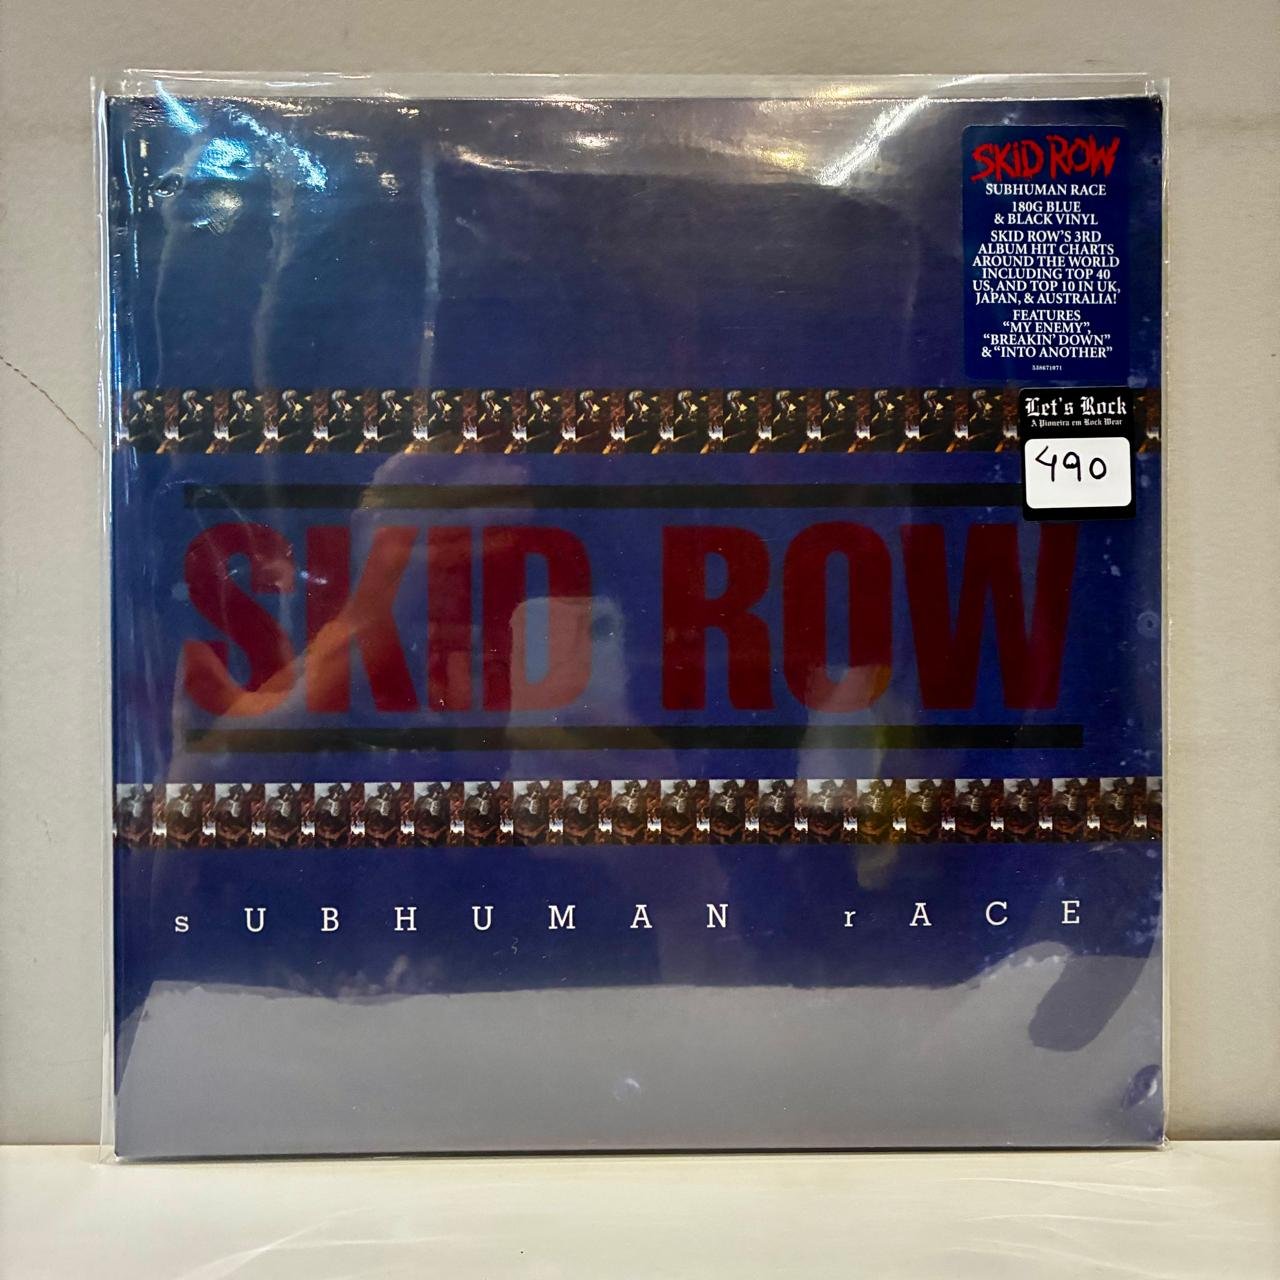 SKID ROW
SUBHUMAN RACE
180G BLUE
& BLACK VINYL
SKID ROW'S 3RD
ALBUM HIT CHARTS
AROUND THE WORLD
INCLUDING TOP 40
US, AND TOP 10 IN UK,
JAPAN, & AUSTRALIA!
FEATURES
“MY ENEMY”,
“BREAKIN' DOWN”
& “INTO ANOTHER”
538671071
Let's Rock
A Pioneira em Rock Wear
490
SKID ROW
sUBHUMAN rACE